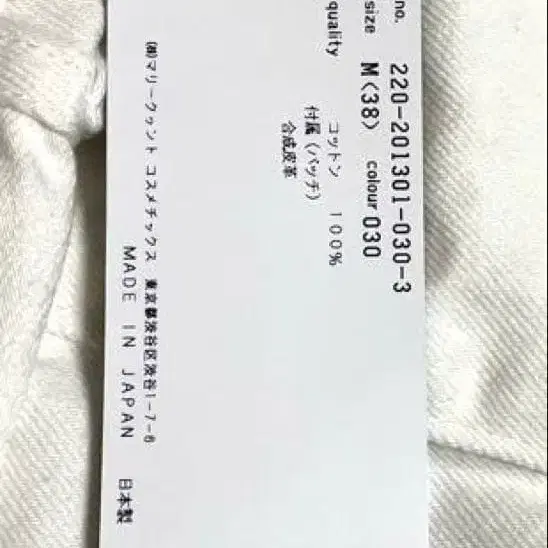 no. 220-201301-030-3
size M(38) colour 030
quality コットン 100%
付属(パッチ)
合成皮革
㈱マリークヮント コスメチックス 東京都渋谷区渋谷1-7-6
MADE IN JAPAN 日本製